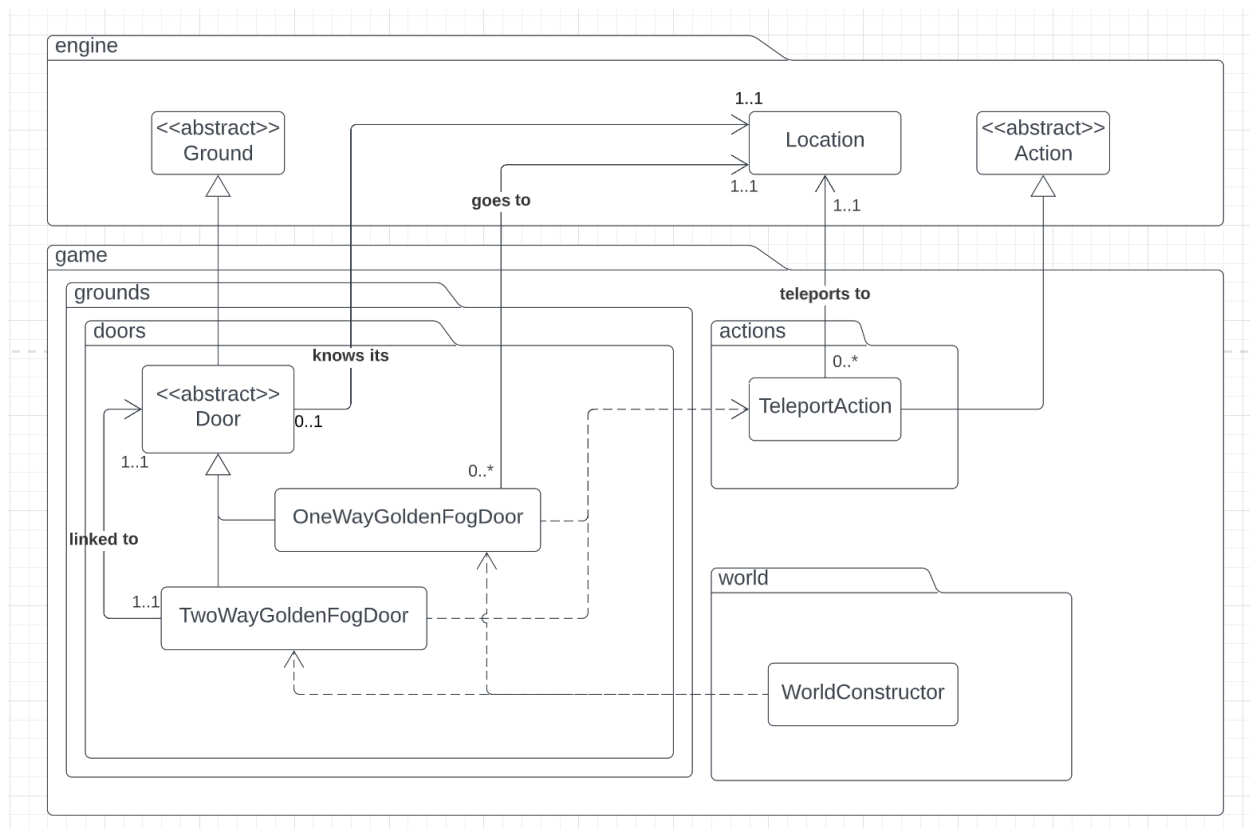 engine
1..1
<<abstract>>
Ground
Location
<<abstract>>
Action
1..1
goes to
1..1
game
grounds
teleports to
doors
actions
knows its
0..*
<<abstract>>
Door
0..1
TeleportAction
1..1
0..*
OneWayGoldenFogDoor
linked to
world
1..1
TwoWayGoldenFogDoor
WorldConstructor